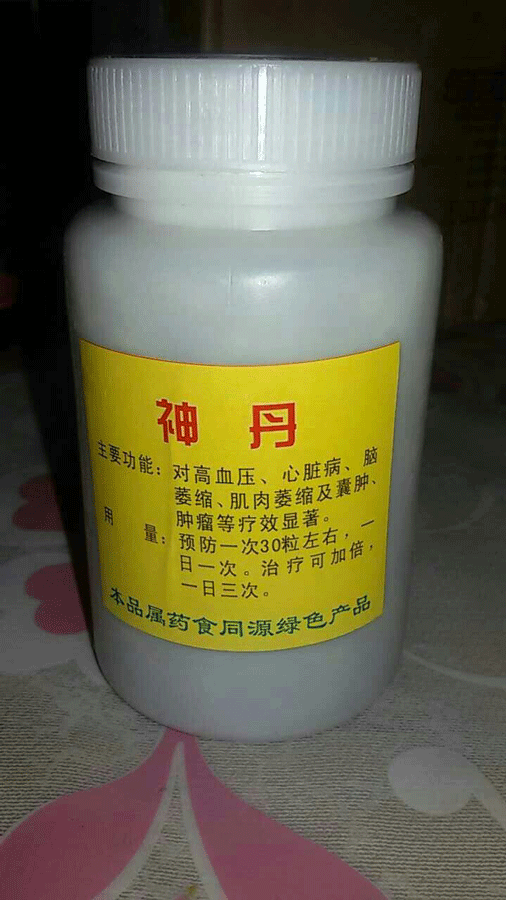 神丹
主要功能：对高血压、心脏病、脑
萎缩、肌肉萎缩及囊肿、
肿瘤等疗效显著。
用量：预防一次30粒左右，一
日一次。治疗可加倍，
一日三次。
本品属药食同源绿色产品